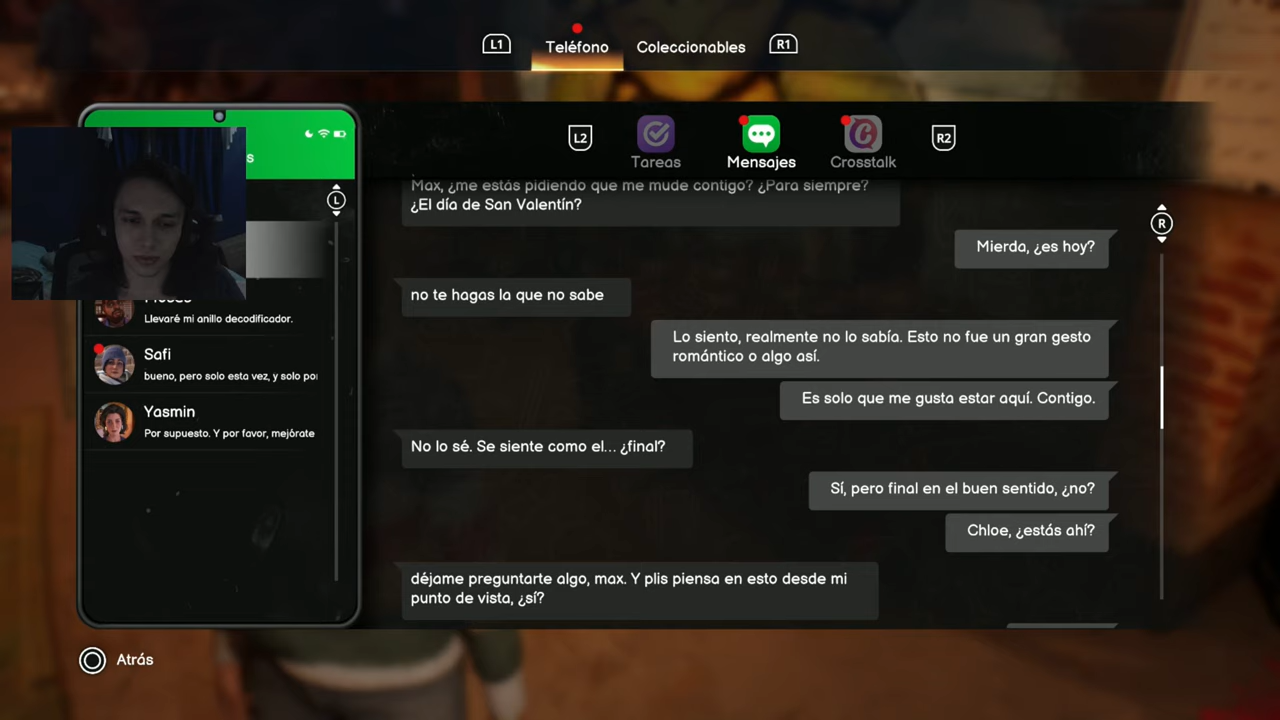 L1
Teléfono
Coleccionables
R1
L2
Tareas
Mensajes
Crosstalk
R2
L
Llevaré mi anillo decodificador.
Safi
bueno, pero solo esta vez, y solo
Yasmin
Por supuesto. Y por favor, mejórate
Max, ¿me estás pidiendo que me mude contigo? ¿Para siempre?
¿El día de San Valentín?
R
Mierda, ¿es hoy?
no te hagas la que no sabe
Lo siento, realmente no lo sabía. Esto no fue un gran gesto
romántico o algo así.
Es solo que me gusta estar aquí. Contigo.
No lo sé. Se siente como el... ¿final?
Sí, pero final en el buen sentido, ¿no?
Chloe, ¿estás ahí?
déjame preguntarte algo, max. Y plis piensa en esto desde mi
punto de vista, ¿sí?
Atrás